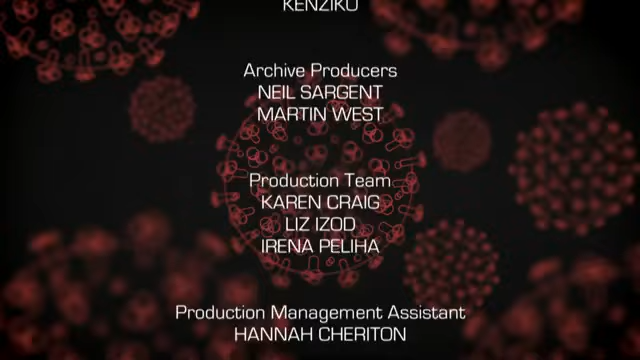 KENZIKO
Archive Producers
NEIL SARGENT
MARTIN WEST
Production Team
KAREN CRAIG
LIZ IZOD
IRENA PELIHA
Production Management Assistant
HANNAH CHERITON